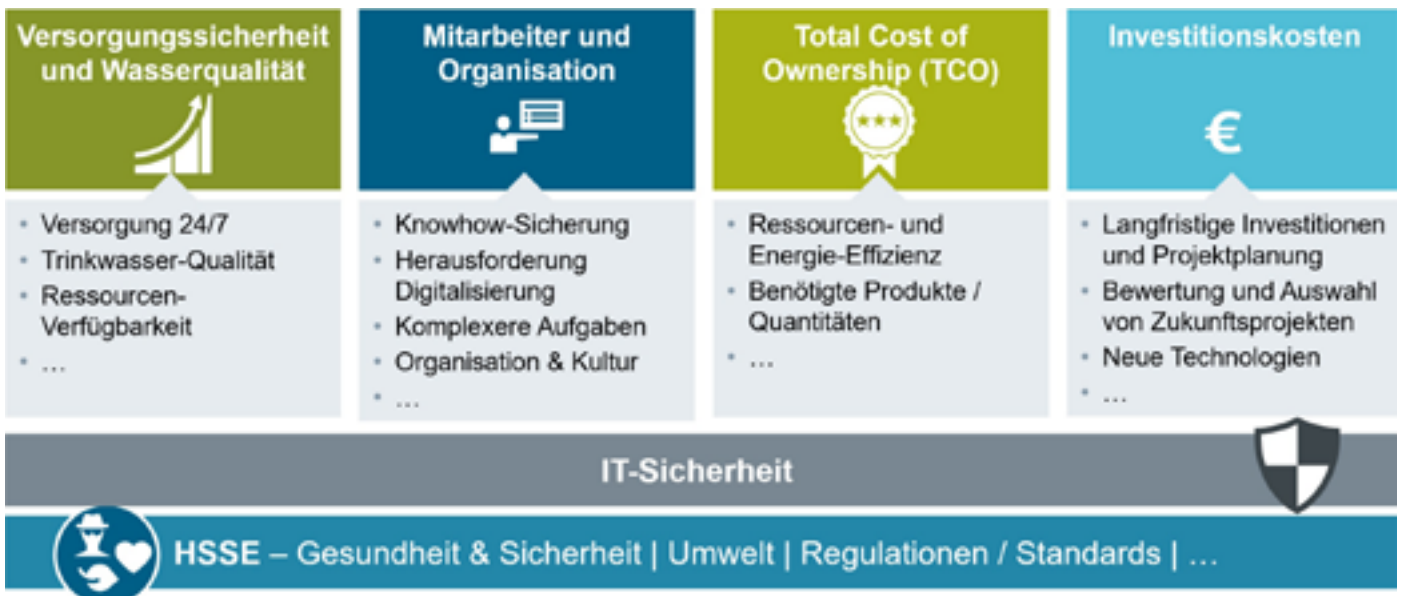 Versorgungssicherheit
und Wasserqualität
• Versorgung 24/7
• Trinkwasser-Qualität
• Ressourcen-
Verfügbarkeit
• …
Mitarbeiter und
Organisation
• Knowhow-Sicherung
• Herausforderung
Digitalisierung
• Komplexere Aufgaben
• Organisation & Kultur
• …
Total Cost of
Ownership (TCO)
• Ressourcen- und
Energie-Effizienz
• Benötigte Produkte /
Quantitäten
• …
Investitionskosten
€
• Langfristige Investitionen
und Projektplanung
• Bewertung und Auswahl
von Zukunftsprojekten
• Neue Technologien
• …
IT-Sicherheit
HSSE – Gesundheit & Sicherheit | Umwelt | Regulationen / Standards | …